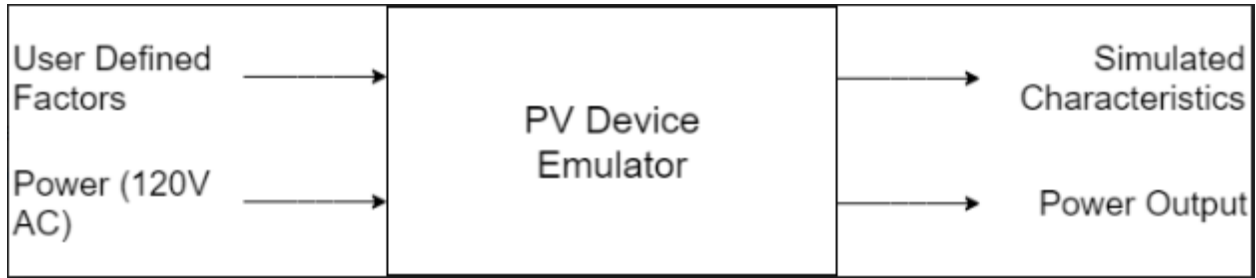 User Defined
Factors
Power (120V
AC)
PV Device
Emulator
Simulated
Characteristics
Power Output